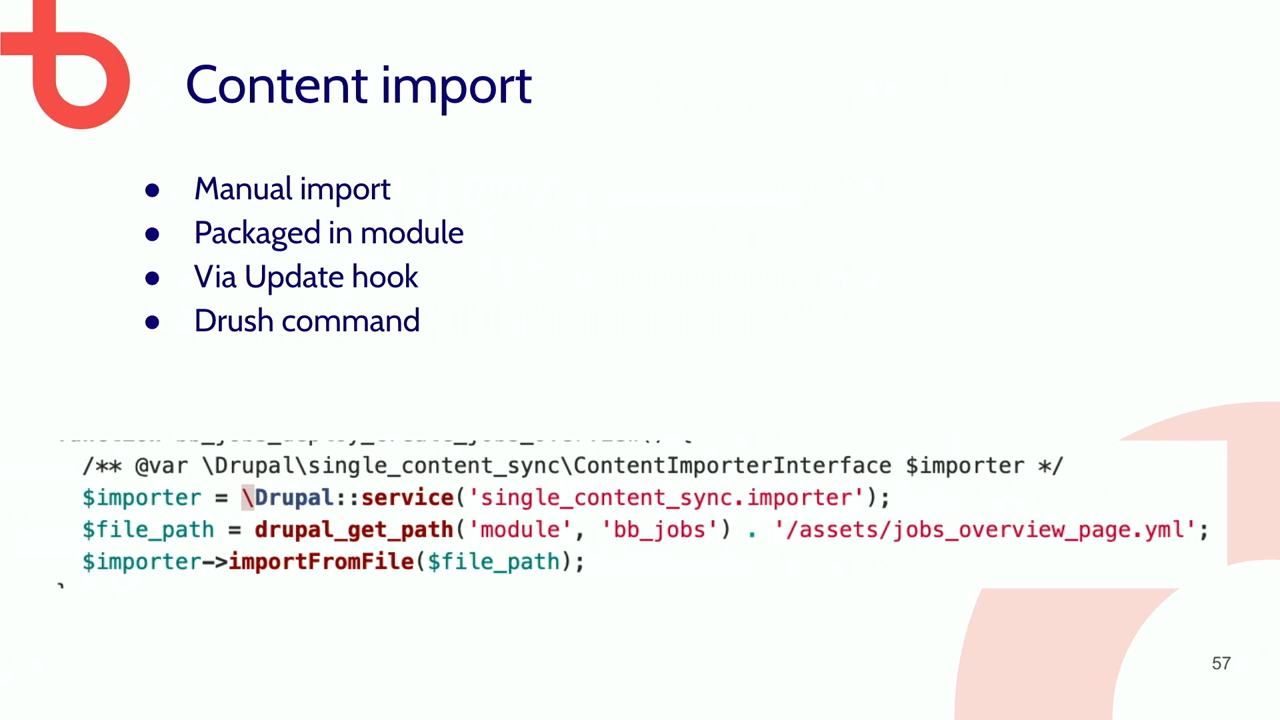 Content import
● Manual import
● Packaged in module
● Via Update hook
● Drush command
/** @var \Drupal\single_content_sync\ContentImporterInterface $importer */
$importer = \Drupal::service('single_content_sync.importer');
$file_path = drupal_get_path('module', 'bb_jobs') . '/assets/jobs_overview_page.yml';
$importer->importFromFile($file_path);
57